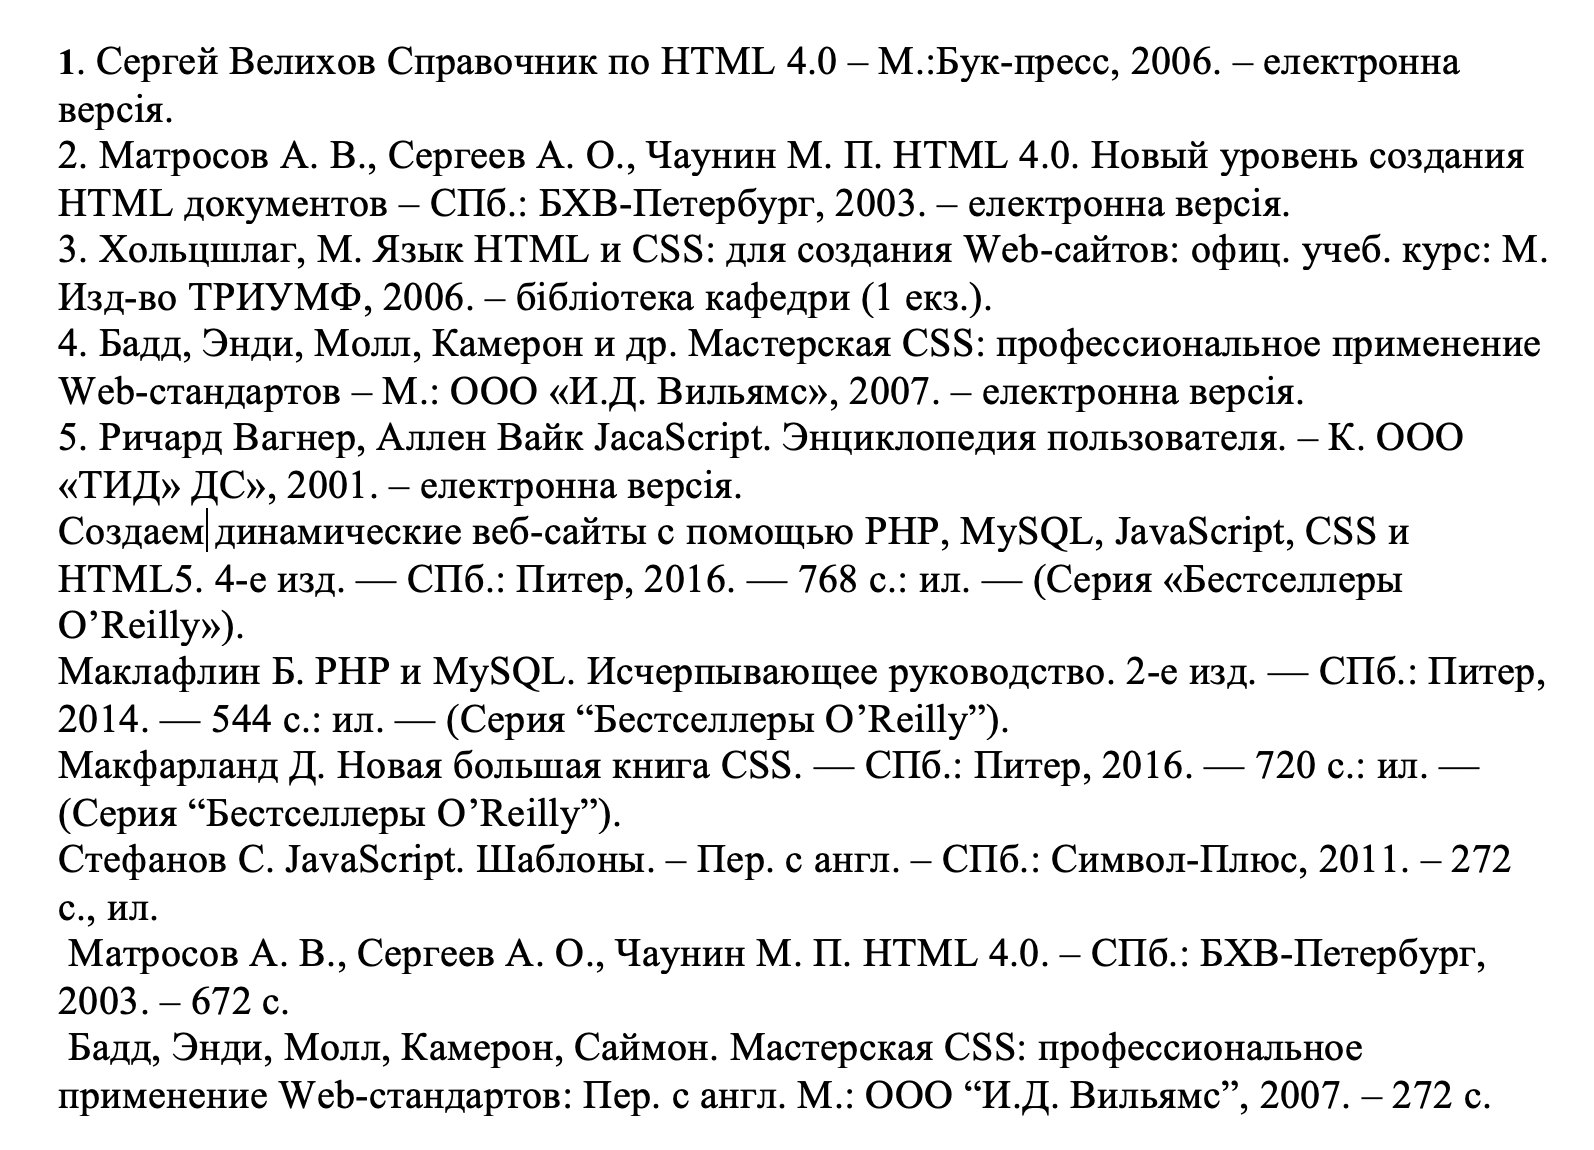 1. Сергей Велихов Справочник по HTML 4.0 – М.:Бук-пресс, 2006. – електронна
версія.
2. Матросов А. В., Сергеев А. О., Чаунин М. П. HTML 4.0. Новый уровень создания
HTML документов – СПб.: БХВ-Петербург, 2003. – електронна версія.
3. Хольцшлаг, М. Язык HTML и CSS: для создания Web-сайтов: офиц. учеб. курс: М.
Изд-во ТРИУМФ, 2006. – бібліотека кафедри (1 екз.).
4. Бадд, Энди, Молл, Камерон и др. Мастерская CSS: профессиональное применение
Web-стандартов – М.: ООО «И.Д. Вильямс», 2007. – електронна версія.
5. Ричард Вагнер, Аллен Вайк JacaScript. Энциклопедия пользователя. – К. ООО
«ТИД» ДС», 2001. – електронна версія.
Создаем динамические веб-сайты с помощью PHP, MySQL, JavaScript, CSS и
HTML5. 4-е изд. — СПб.: Питер, 2016. — 768 с.: ил. — (Серия «Бестселлеры
O’Reilly»).
Маклафлин Б. PHP и MySQL. Исчерпывающее руководство. 2-е изд. — СПб.: Питер,
2014. — 544 с.: ил. — (Серия “Бестселлеры O’Reilly”).
Макфарланд Д. Новая большая книга CSS. — СПб.: Питер, 2016. — 720 с.: ил. —
(Серия “Бестселлеры O’Reilly”).
Стефанов С. JavaScript. Шаблоны. – Пер. с англ. – СПб.: Символ-Плюс, 2011. – 272
с., ил.
Матросов А. В., Сергеев А. О., Чаунин М. П. HTML 4.0. – СПб.: БХВ-Петербург,
2003. – 672 с.
Бадд, Энди, Молл, Камерон, Саймон. Мастерская CSS: профессиональное
применение Web-стандартов: Пер. с англ. М.: ООО “И.Д. Вильямс”, 2007. – 272 с.